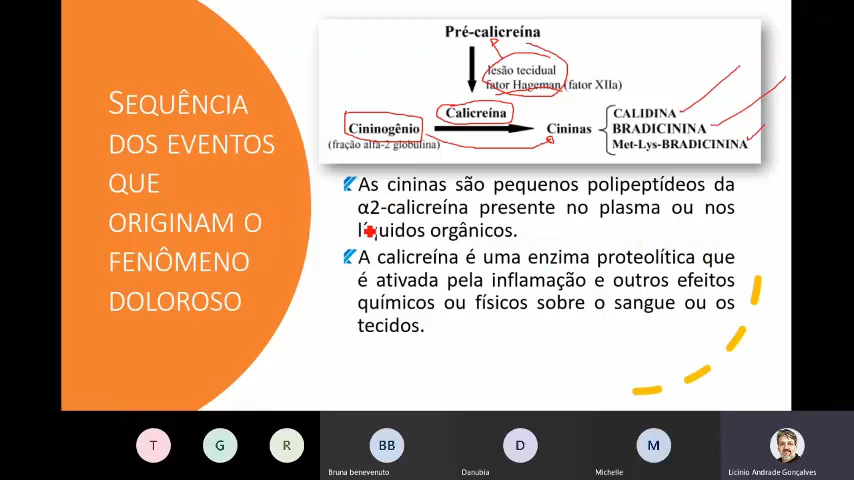 SEQUÊNCIA
DOS EVENTOS
QUE
ORIGINAM O
FENÔMENO
DOLOROSO
Pré-calicreína
lesão tecidual
fator Hageman (fator XIIa)
Calicreína
Cininogênio
Cininas
(fração alfa-2 globulina)
CALIDINA
BRADICININA
Met-Lys-BRADICININA
As cininas são pequenos polipeptídeos da
α2-calicreína presente no plasma ou nos
líquidos orgânicos.
A calicreína é uma enzima proteolítica que
é ativada pela inflamação e outros efeitos
químicos ou físicos sobre o sangue ou os
tecidos.
T
G
R
BB
D
M
Bruna benevenuto
Danubia
Michelle
Licinio Andrade Gonçalves